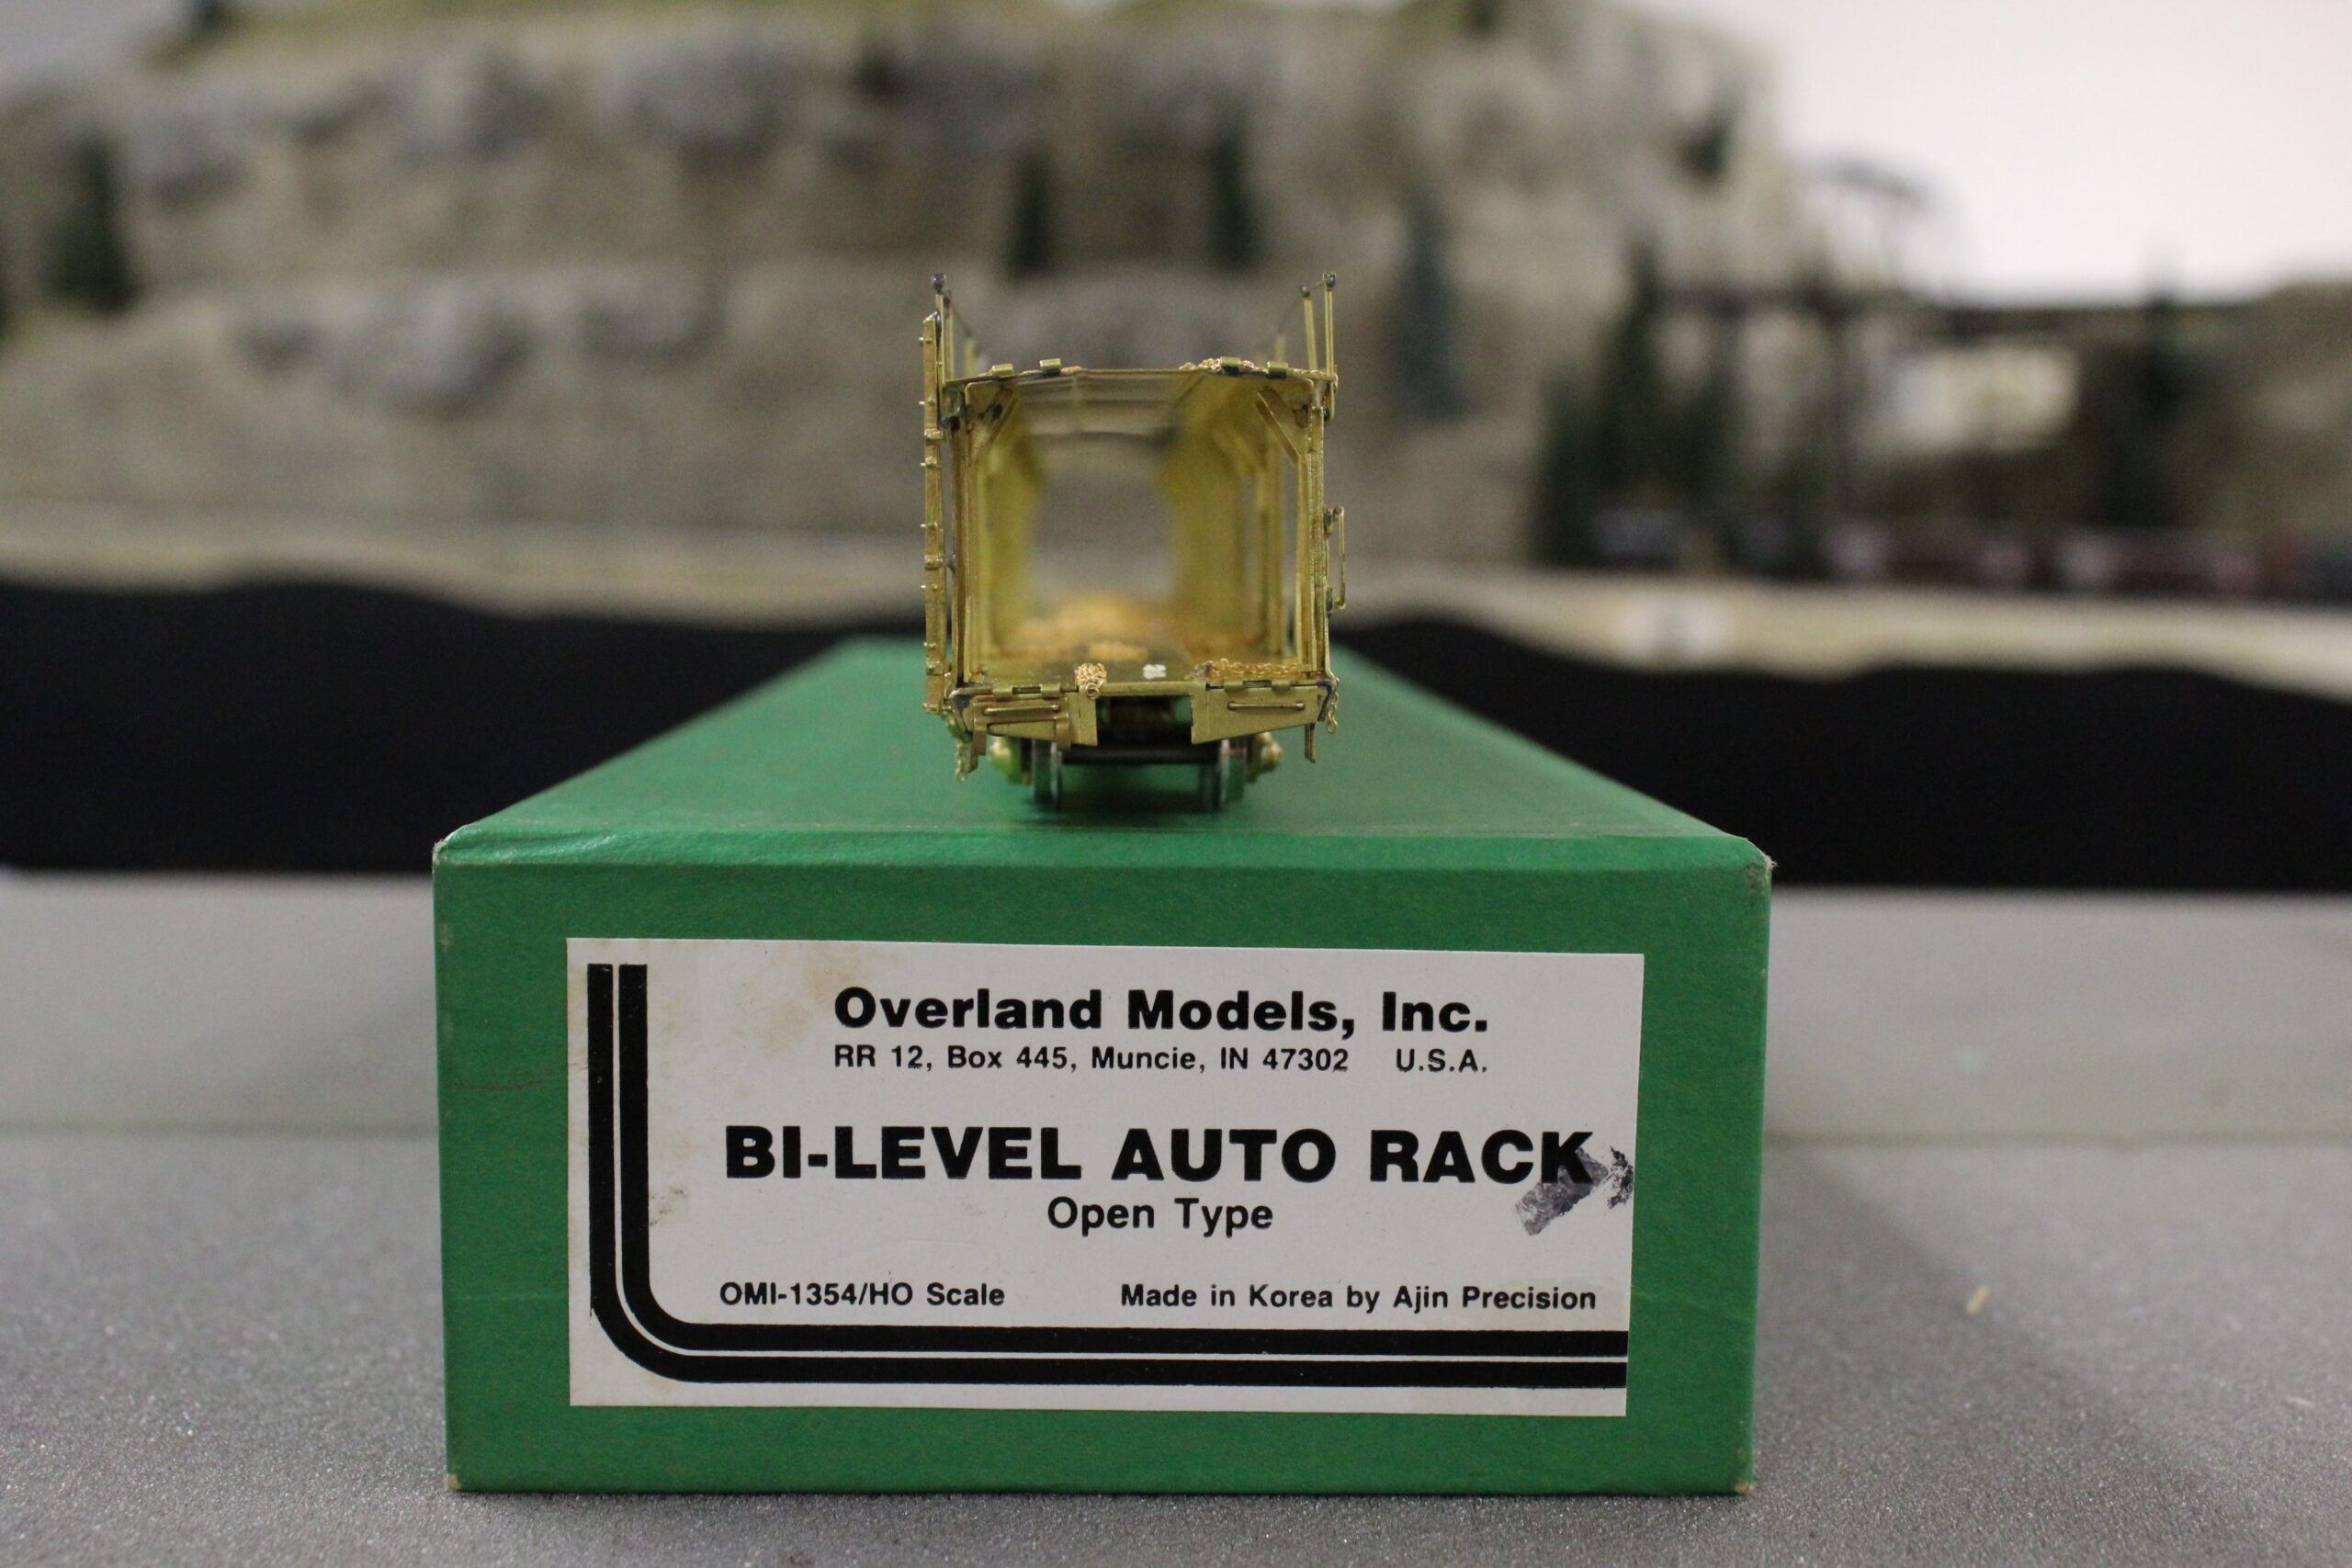 Overland Models, Inc.
RR 12, Box 445, Muncie, IN 47302 U.S.A.
BI-LEVEL AUTO RACK
Open Type
OMI-1354/HO Scale Made in Korea by Ajin Precision